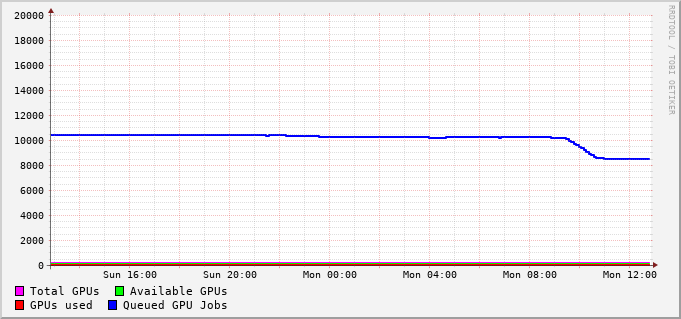 RRDTOOL / TOBI OETIKER
20000
18000
16000
14000
12000
10000
8000
6000
4000
2000
0
Sun 16:00 Sun 20:00 Mon 00:00 Mon 04:00 Mon 08:00 Mon 12:00
Total GPUs Available GPUs
GPUs used Queued GPU Jobs